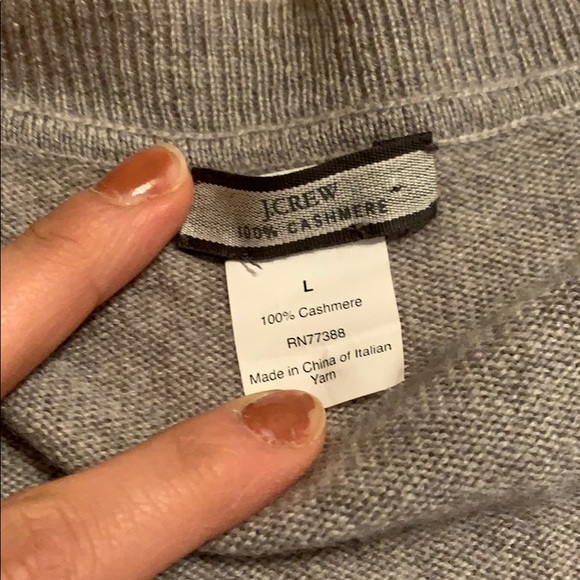 J.CREW
100% CASHMERE
L
100% Cashmere
RN77388
Made in China of Italian
Yarn